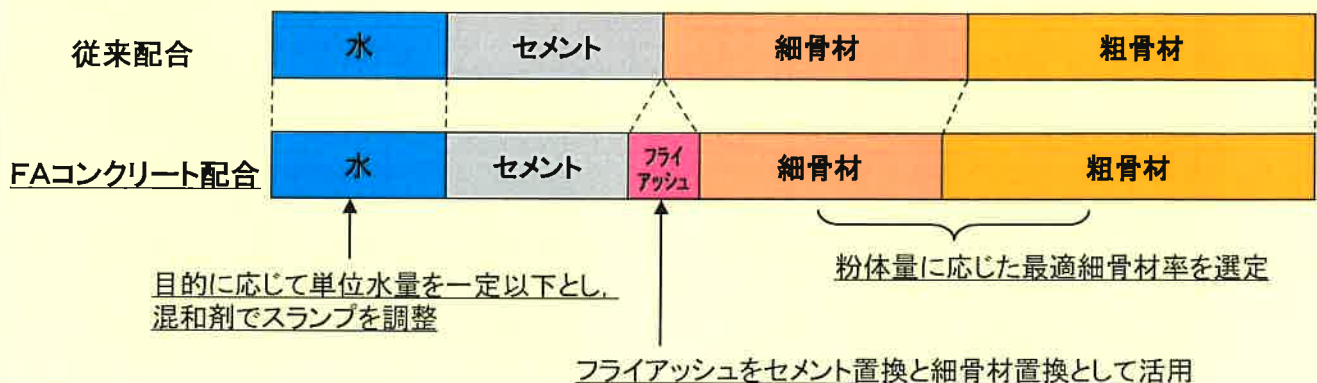 従来配合
水
セメント
細骨材
粗骨材
FAコンクリート配合
水
セメント
フライ
アッシュ
細骨材
粗骨材
目的に応じて単位水量を一定以下とし,
混和剤でスランプを調整
粉体量に応じた最適細骨材率を選定
フライアッシュをセメント置換と細骨材置換として活用